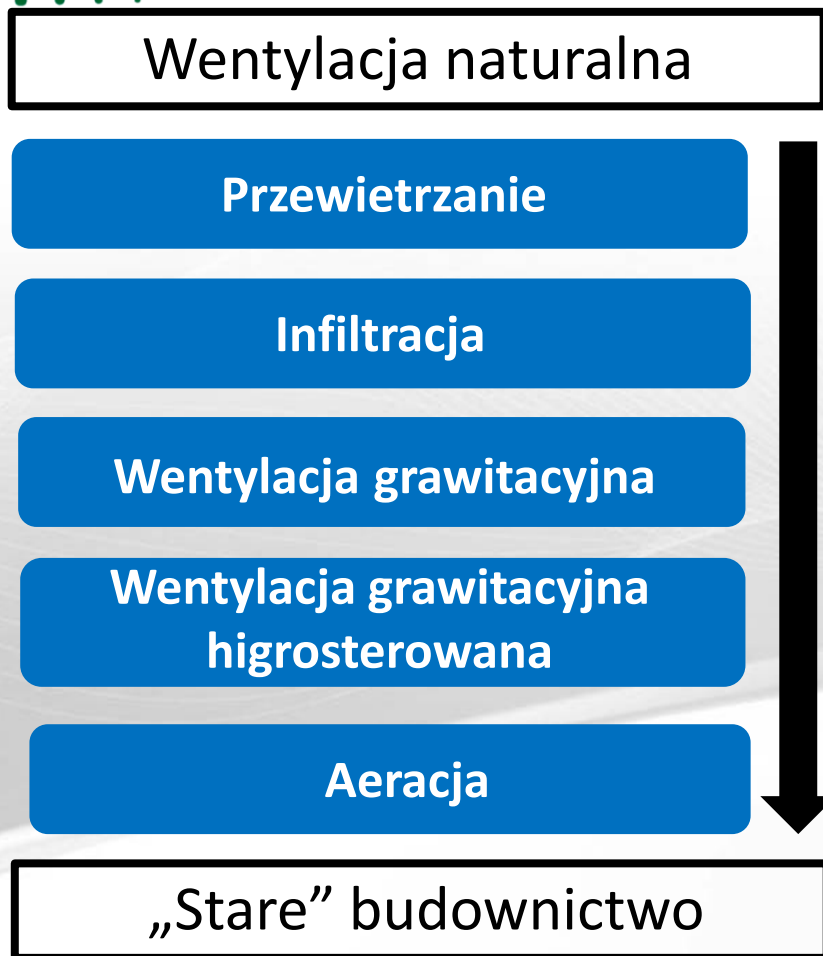 Wentylacja naturalna
Przewietrzanie
Infiltracja
Wentylacja grawitacyjna
Wentylacja grawitacyjna
higrosterowana
Aeracja
„Stare” budownictwo